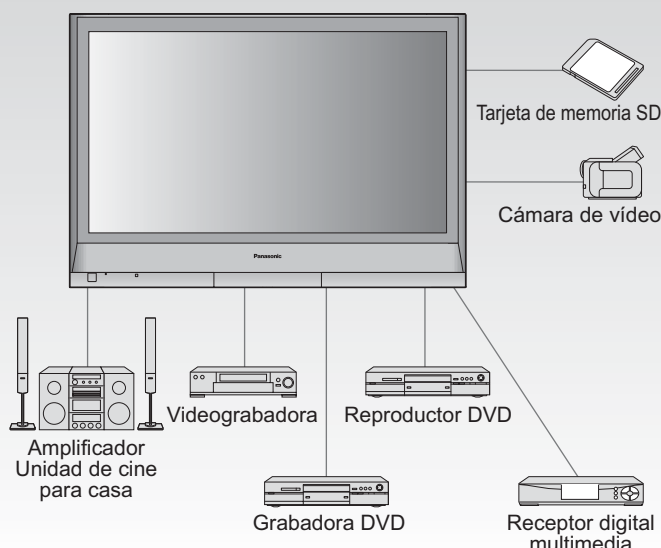 Tarjeta de memoria SD
Cámara de vídeo
Panasonic
Amplificador
Unidad de cine
para casa
Videograbadora
Reproductor DVD
Grabadora DVD
Receptor digital
multimedia